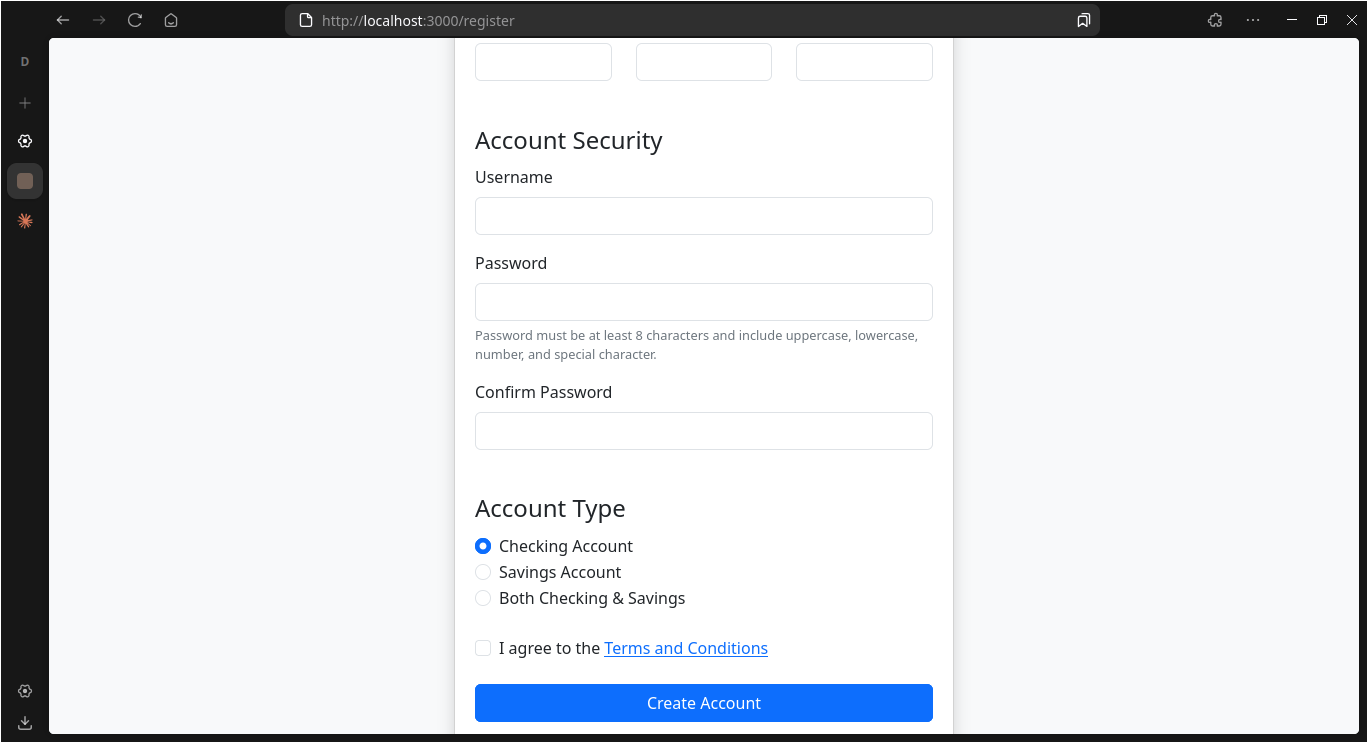 http://localhost:3000/register
D
Account Security
Username
Password
Password must be at least 8 characters and include uppercase, lowercase,
number, and special character.
Confirm Password
Account Type
Checking Account
Savings Account
Both Checking & Savings
I agree to the Terms and Conditions
Create Account